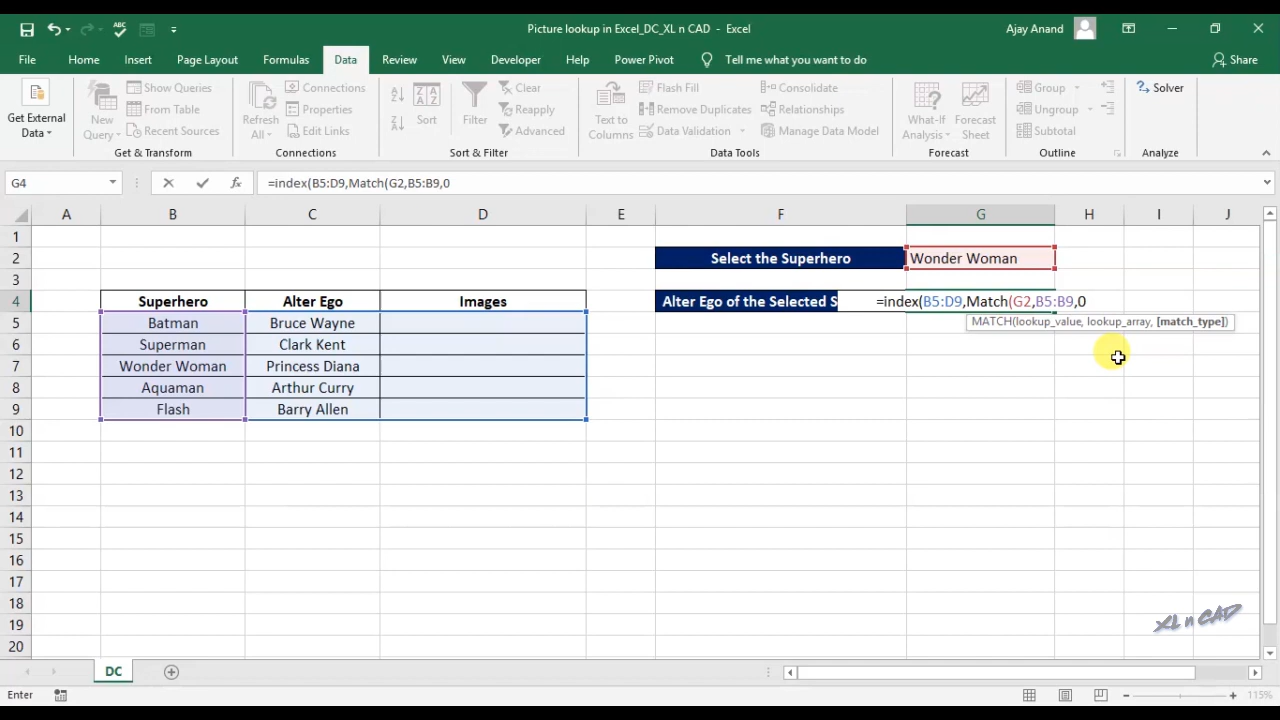 ABC
Picture lookup in Excel_DC_XL n CAD - Excel
Ajay Anand
File Home Insert Page Layout Formulas Data Review View Developer Help Power Pivot Tell me what you want to do Share
Get External Data
New Query
Show Queries
From Table
Recent Sources
Get & Transform
Refresh All
Connections
Properties
Edit Links
Connections
A Z
Z A
Sort
Filter
Clear
Reapply
Advanced
Sort & Filter
Text to Columns
Flash Fill
Remove Duplicates
Data Validation
Consolidate
Relationships
Manage Data Model
Data Tools
What-If Analysis
Forecast Sheet
Forecast
Group
Ungroup
Subtotal
Outline
Solver
Analyze
G4 fx =index(B5:D9,Match(G2,B5:B9,0
A B C D E F G H I J
1
2 Select the Superhero Wonder Woman
3
4 Superhero Alter Ego Images Alter Ego of the Selected S =index(B5:D9,Match(G2,B5:B9,0
MATCH(lookup_value, lookup_array, [match_type])
5 Batman Bruce Wayne
6 Superman Clark Kent
7 Wonder Woman Princess Diana
8 Aquaman Arthur Curry
9 Flash Barry Allen
10
11
12
13
14
15
16
17
18
19
20
XL n CAD
DC
Enter 115%